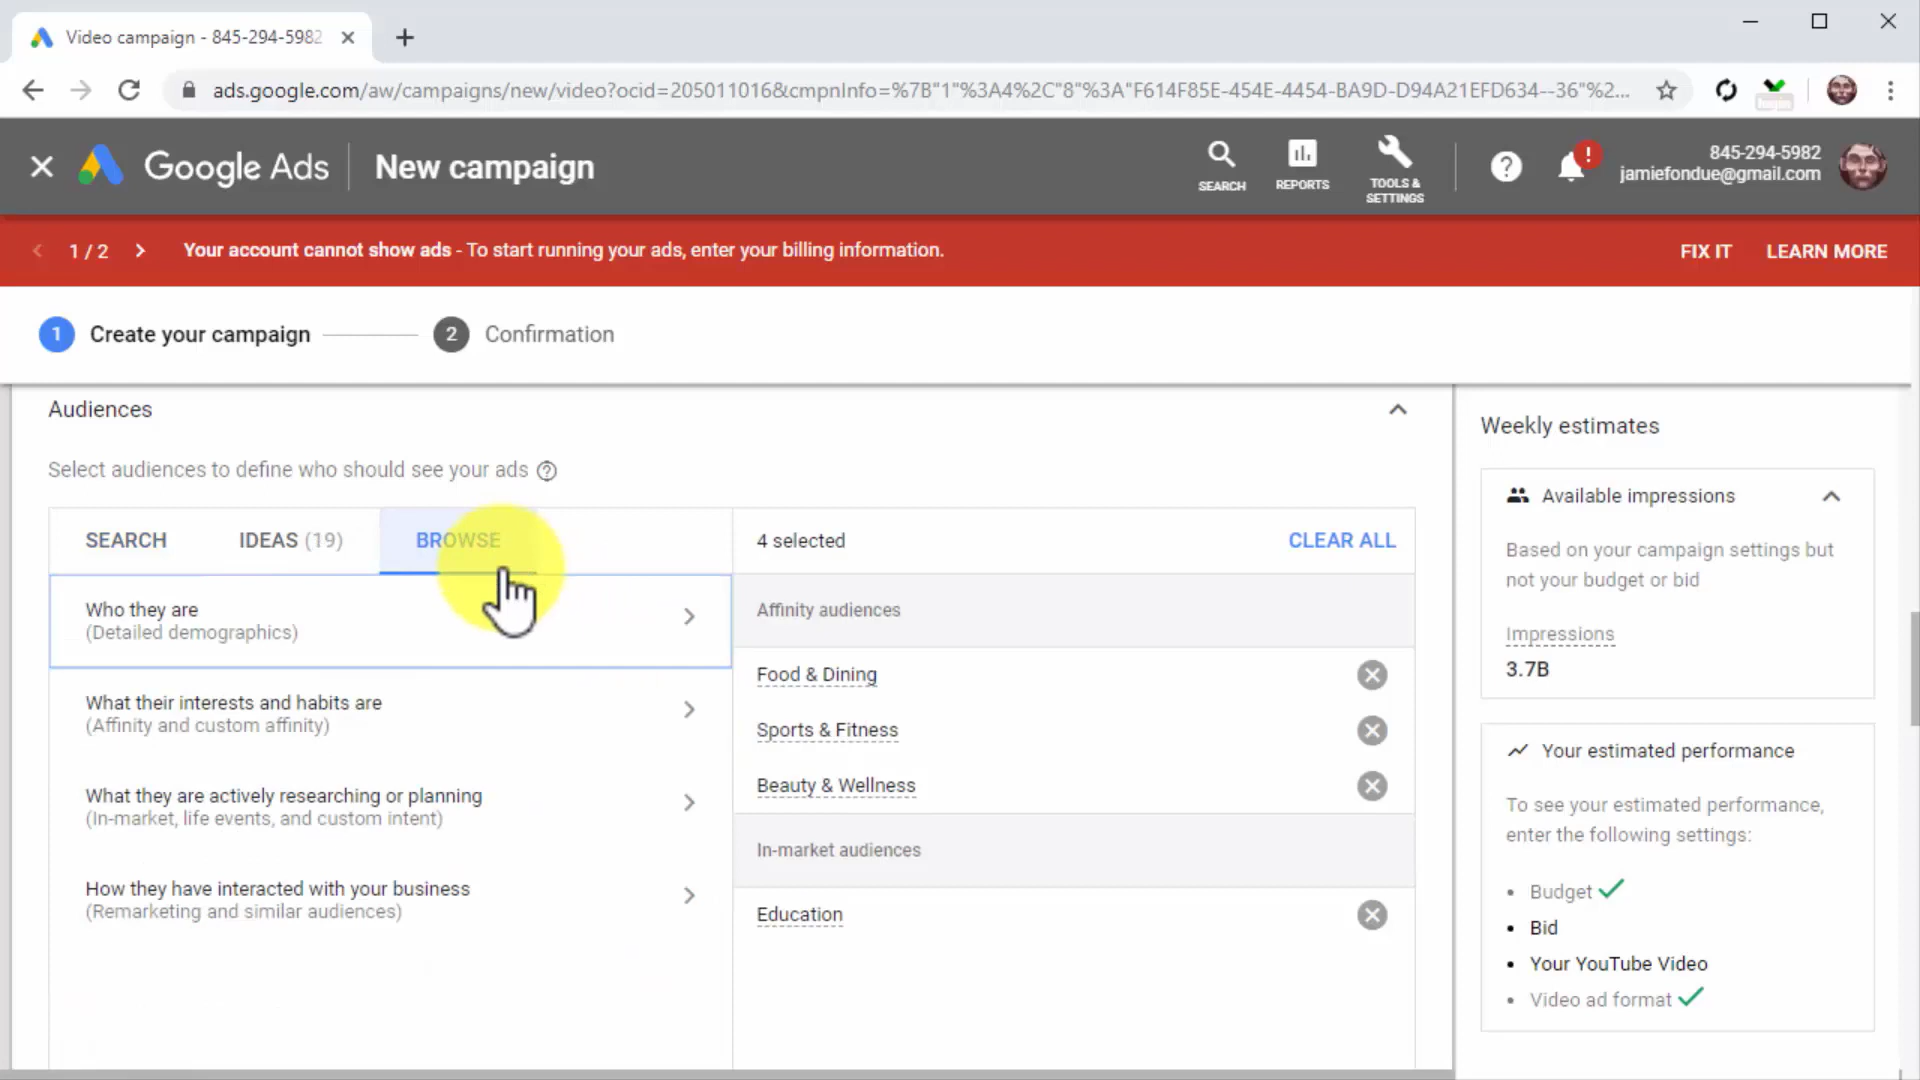 Video campaign - 845-294-5982
ads.google.com/aw/campaigns/new/video?ocid=205011016&cmpnInfo=%7B"1"%3A4%2C"8"%3A"F614F85E-454E-4454-BA9D-D94A21EFD634--36"%2...
Google Ads
New campaign
SEARCH
REPORTS
TOOLS &
SETTINGS
845-294-5982
jamiefondue@gmail.com
1 / 2
Your account cannot show ads - To start running your ads, enter your billing information.
FIX IT
LEARN MORE
1 Create your campaign
2 Confirmation
Audiences
Select audiences to define who should see your ads
SEARCH
IDEAS (19)
BROWSE
Who they are
(Detailed demographics)
What their interests and habits are
(Affinity and custom affinity)
What they are actively researching or planning
(In-market, life events, and custom intent)
How they have interacted with your business
(Remarketing and similar audiences)
4 selected
CLEAR ALL
Affinity audiences
Food & Dining
Sports & Fitness
Beauty & Wellness
In-market audiences
Education
Weekly estimates
Available impressions
Based on your campaign settings but
not your budget or bid
Impressions
3.7B
Your estimated performance
To see your estimated performance,
enter the following settings:
• Budget
• Bid
• Your YouTube Video
• Video ad format